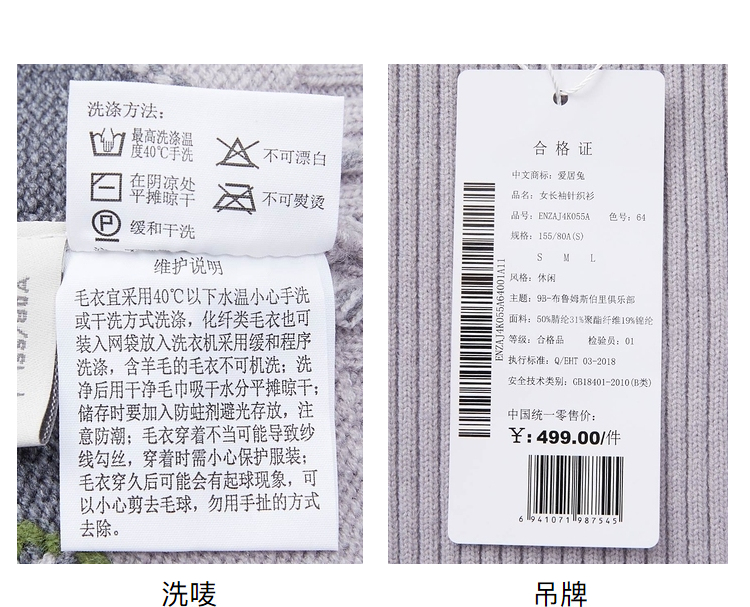 洗涤方法:
最高洗涤温
度40℃手洗
不可漂白
在阴凉处
平摊晾干
不可熨烫
P
缓和干洗
维护说明
毛衣宜采用40℃以下水温小心手洗
或干洗方式洗涤，化纤类毛衣也可
装入网袋放入洗衣机采用缓和程序
洗涤，含羊毛的毛衣不可机洗；洗
净后用干净毛巾吸干水分平摊晾干；
储存时要加入防蛀剂避光存放，注
意防潮；毛衣穿着不当可能导致纱
线勾丝，穿着时需小心保护服装；
毛衣穿久后可能会有起球现象，可
以小心剪去毛球，勿用手扯的方式
去除。
洗唛
合格证
中文商标：爱居兔
品名：女长袖针织衫
品号：ENZAJ4K055A 色号：64
规格：155/80A(S)
S M L
风格：休闲
主题：9B-布鲁姆斯伯里俱乐部
面料：50%腈纶31%聚酯纤维19%锦纶
等级：合格品 检验员：01
执行标准：Q/EHT 03-2018
安全技术类别：GB18401-2010(B类)
中国统一零售价：
¥：499.00/件
6 941071 987545
ENZAJ4K055A64001A11
吊牌